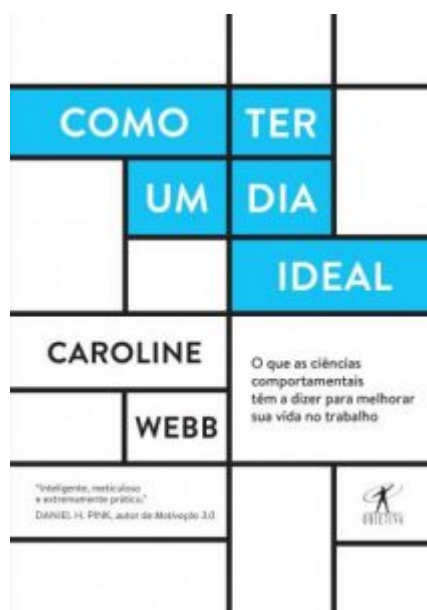 COMO TER
UM DIA
IDEAL
CAROLINE
WEBB
O que as ciências
comportamentais
têm a dizer para melhorar
sua vida no trabalho
"Inteligente, meticuloso
e extremamente prático."
DANIEL H. PINK, autor de Motivação 3.0
OBJETIVA